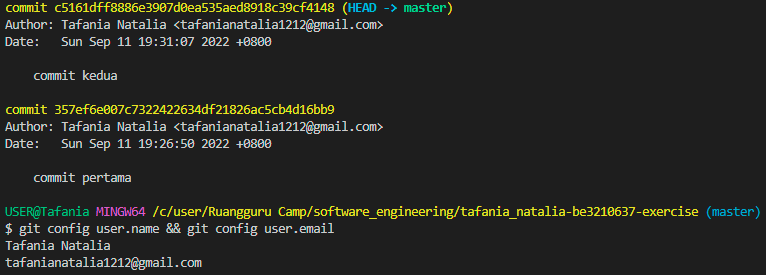 commit c5161dff8886e3907d0ea535aed8918c39cf4148 (HEAD -> master)
Author: Tafania Natalia <tafanianatalia1212@gmail.com>
Date:   Sun Sep 11 19:31:07 2022 +0800
    commit kedua
commit 357ef6e007c7322422634df21826ac5cb4d16bb9
Author: Tafania Natalia <tafanianatalia1212@gmail.com>
Date:   Sun Sep 11 19:26:50 2022 +0800
    commit pertama
USER@Tafania MINGW64 /c/user/Ruangguru Camp/software_engineering/tafania_natalia-be3210637-exercise (master)
$ git config user.name && git config user.email
Tafania Natalia
tafanianatalia1212@gmail.com